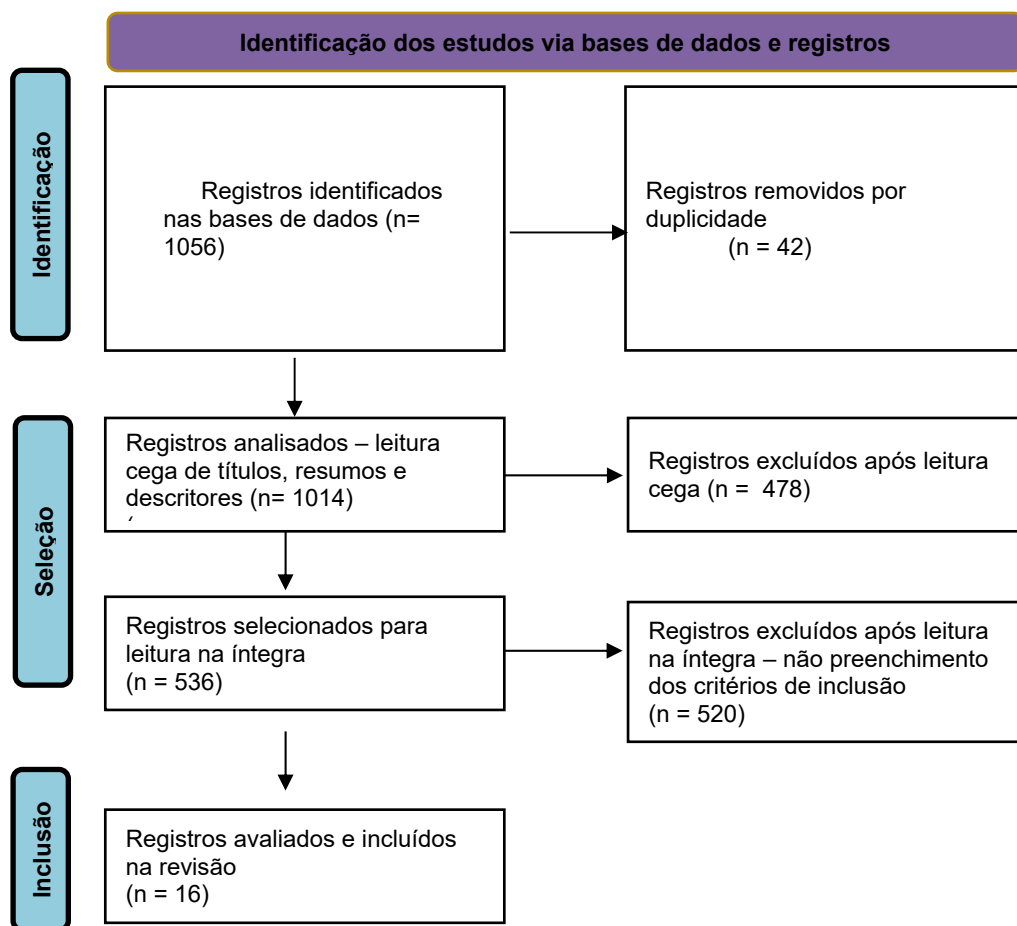 Identificação dos estudos via bases de dados e registros
Identificação
Registros identificados
nas bases de dados (n=
1056)
Registros removidos por
duplicidade
(n = 42)
Seleção
Registros analisados – leitura
cega de títulos, resumos e
descritores (n= 1014)
Registros excluídos após leitura
cega (n = 478)
Registros selecionados para
leitura na íntegra
(n = 536)
Registros excluídos após leitura
na íntegra – não preenchimento
dos critérios de inclusão
(n = 520)
Inclusão
Registros avaliados e incluídos
na revisão
(n = 16)